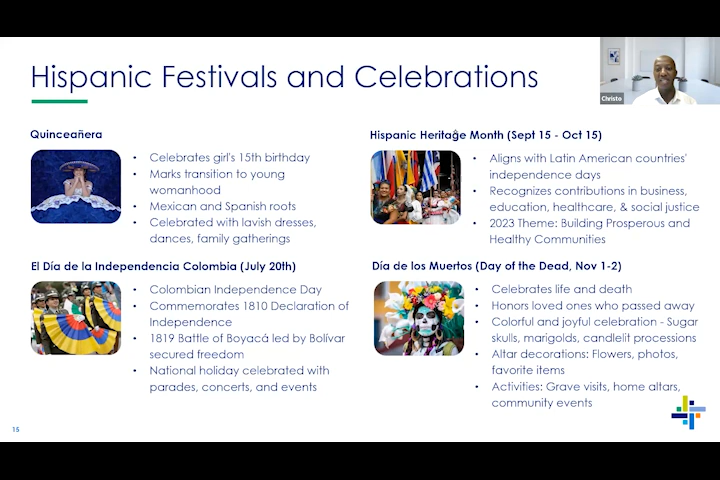 Hispanic Festivals and Celebrations
Christo
Quinceañera
• Celebrates girl's 15th birthday
• Marks transition to young
womanhood
• Mexican and Spanish roots
• Celebrated with lavish dresses,
dances, family gatherings
Hispanic Heritage Month (Sept 15 - Oct 15)
• Aligns with Latin American countries'
independence days
• Recognizes contributions in business,
education, healthcare, & social justice
• 2023 Theme: Building Prosperous and
Healthy Communities
El Día de la Independencia Colombia (July 20th)
• Colombian Independence Day
• Commemorates 1810 Declaration of
Independence
• 1819 Battle of Boyacá led by Bolívar
secured freedom
• National holiday celebrated with
parades, concerts, and events
Día de los Muertos (Day of the Dead, Nov 1-2)
• Celebrates life and death
• Honors loved ones who passed away
• Colorful and joyful celebration - Sugar
skulls, marigolds, candlelit processions
• Altar decorations: Flowers, photos,
favorite items
• Activities: Grave visits, home altars,
community events
15